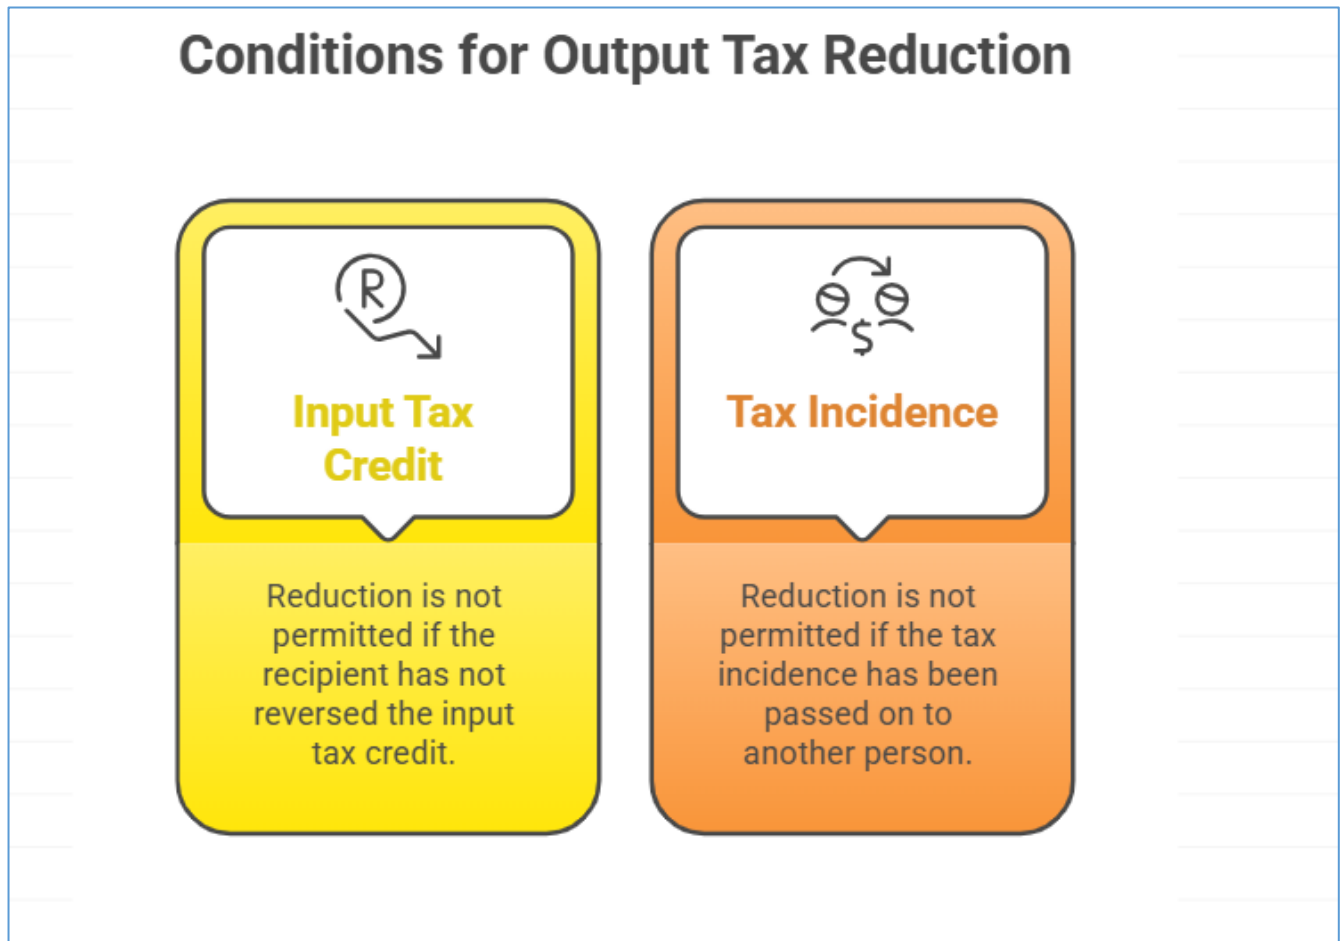 Conditions for Output Tax Reduction
R
Input Tax
Credit
Reduction is not
permitted if the
recipient has not
reversed the input
tax credit.
$
Tax Incidence
Reduction is not
permitted if the tax
incidence has been
passed on to
another person.